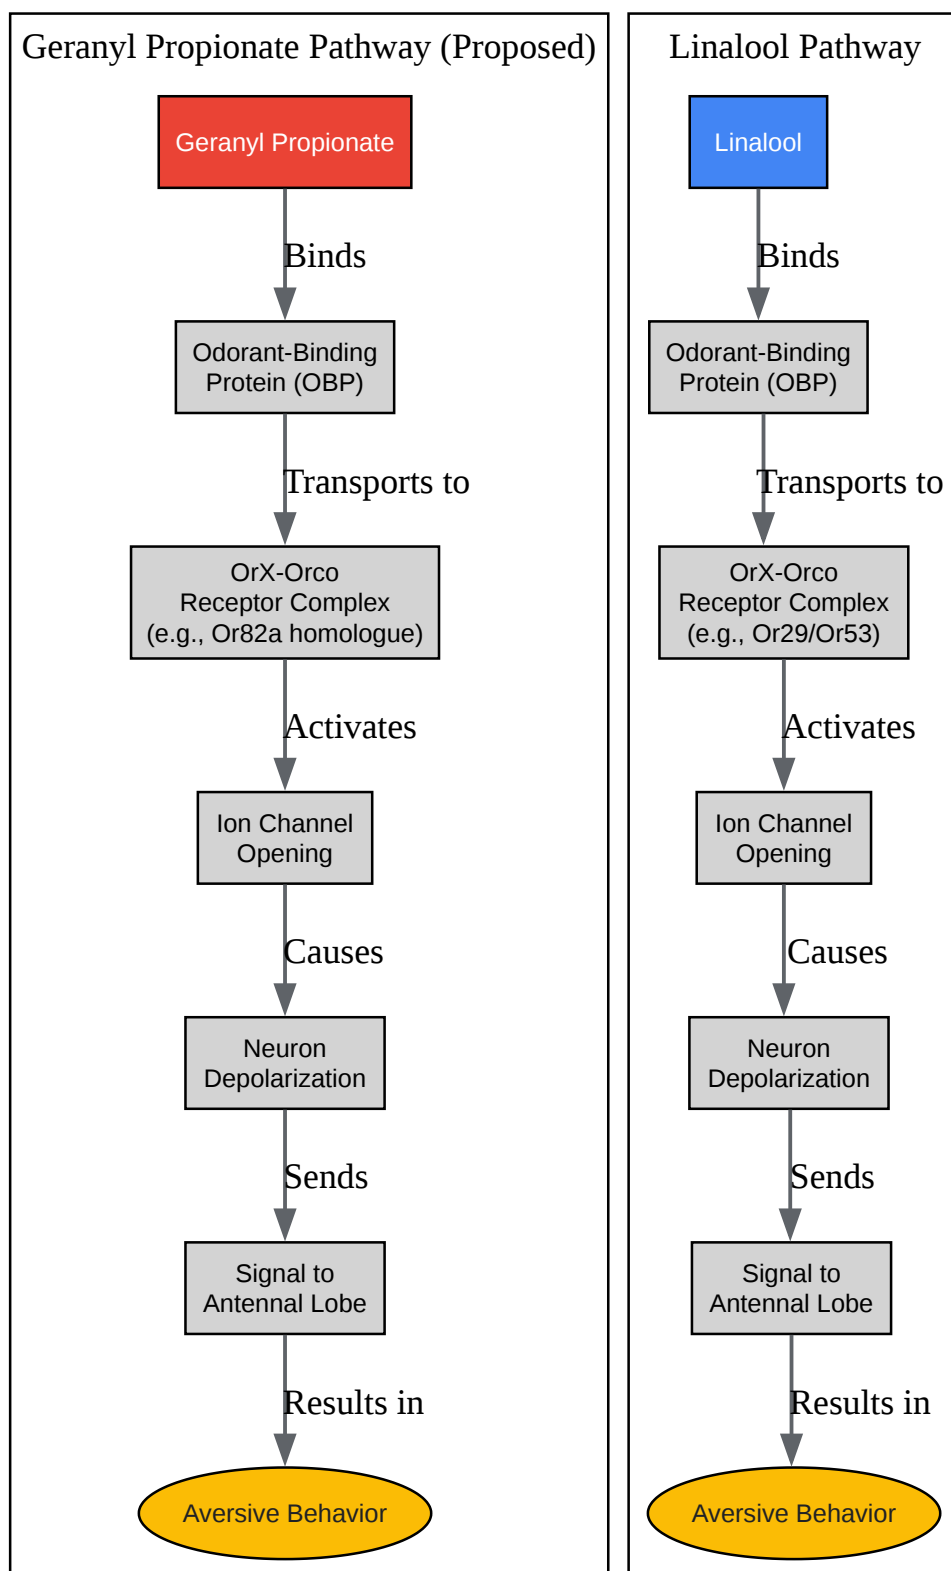 Geranyl Propionate Pathway (Proposed)
Geranyl Propionate
Binds
Odorant-Binding
Protein (OBP)
Transports to
OrX-Orco
Receptor Complex
(e.g., Or82a homologue)
Activates
Ion Channel
Opening
Causes
Neuron
Depolarization
Sends
Signal to
Antennal Lobe
Results in
Aversive Behavior
Linalool Pathway
Linalool
Binds
Odorant-Binding
Protein (OBP)
Transports to
OrX-Orco
Receptor Complex
(e.g., Or29/Or53)
Activates
Ion Channel
Opening
Causes
Neuron
Depolarization
Sends
Signal to
Antennal Lobe
Results in
Aversive Behavior